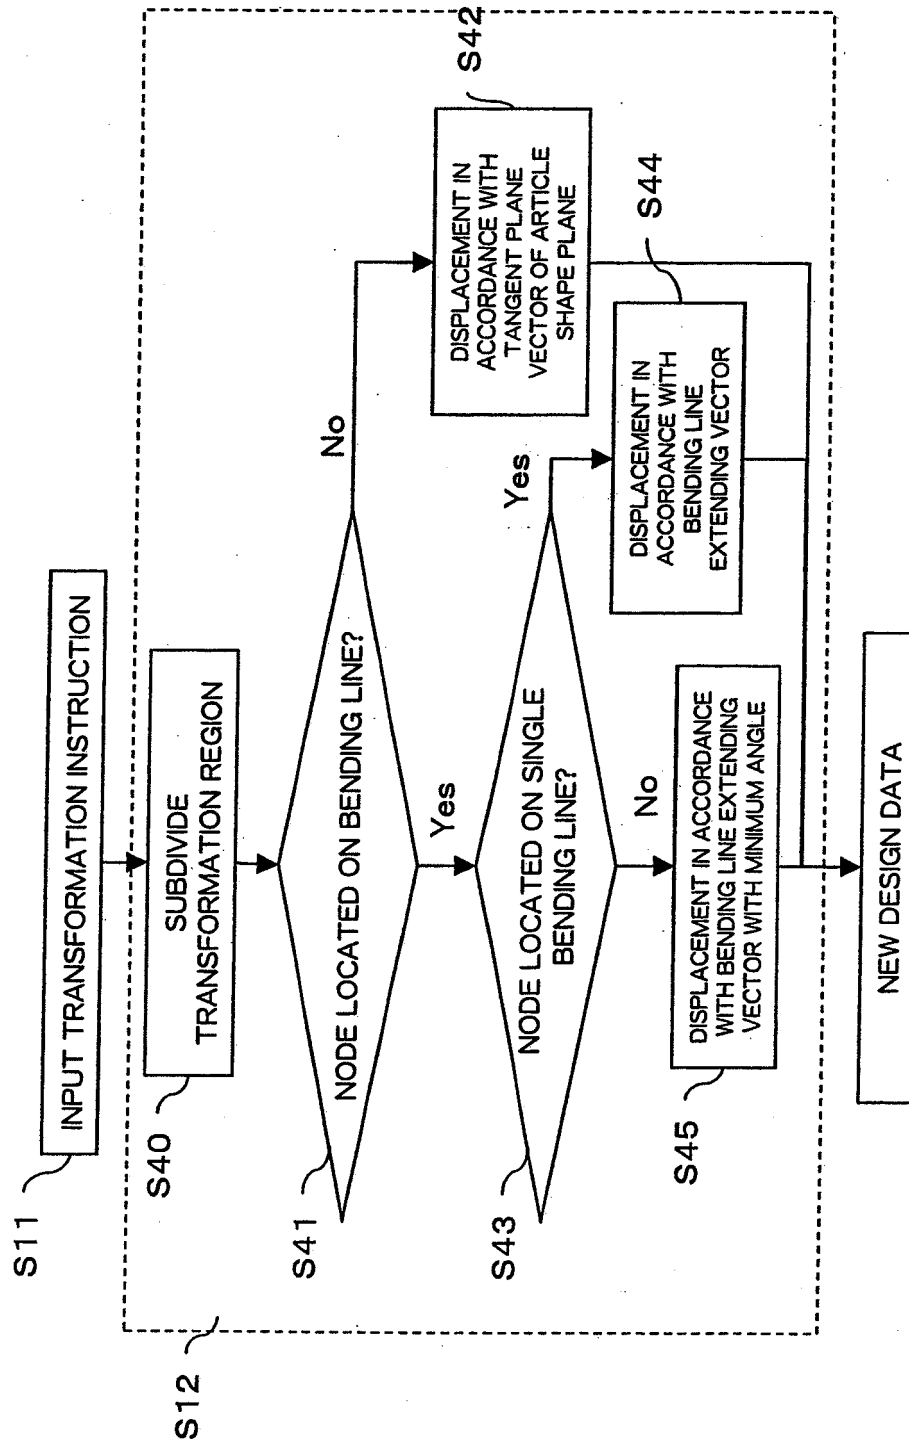 S11
INPUT TRANSFORMATION INSTRUCTION
S12
S40
SUBDIVIDE
TRANSFORMATION REGION
S41
NODE LOCATED ON BENDING LINE?
No
Yes
S42
DISPLACEMENT IN
ACCORDANCE WITH
TANGENT PLANE
VECTOR OF ARTICLE
SHAPE PLANE
S43
NODE LOCATED ON SINGLE
BENDING LINE?
Yes
No
S44
DISPLACEMENT IN
ACCORDANCE WITH
BENDING LINE
EXTENDING VECTOR
S45
DISPLACEMENT IN ACCORDANCE
WITH BENDING LINE EXTENDING
VECTOR WITH MINIMUM ANGLE
NEW DESIGN DATA